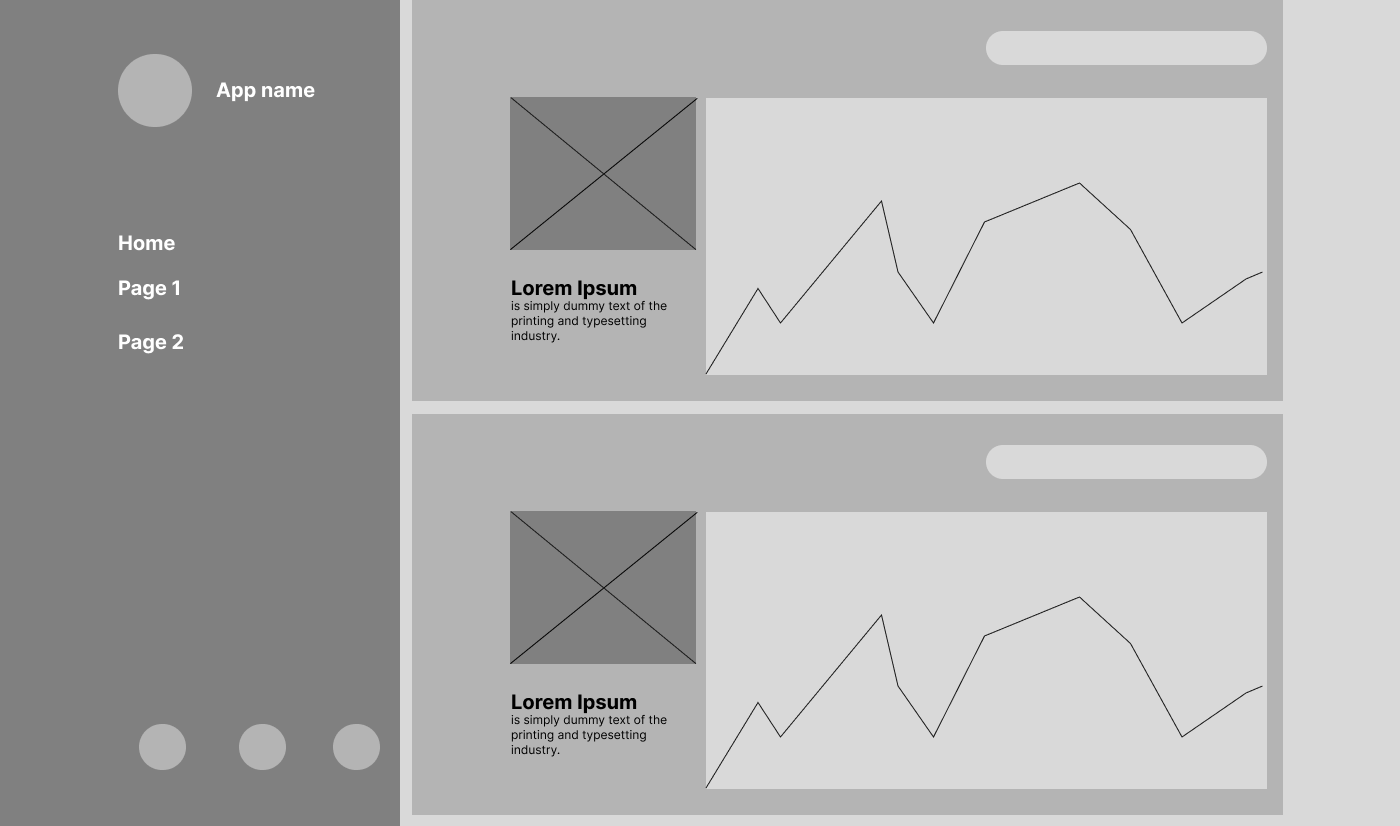 App name
Home
Page 1
Page 2
Lorem Ipsum
is simply dummy text of the
printing and typesetting
industry.
Lorem Ipsum
is simply dummy text of the
printing and typesetting
industry.